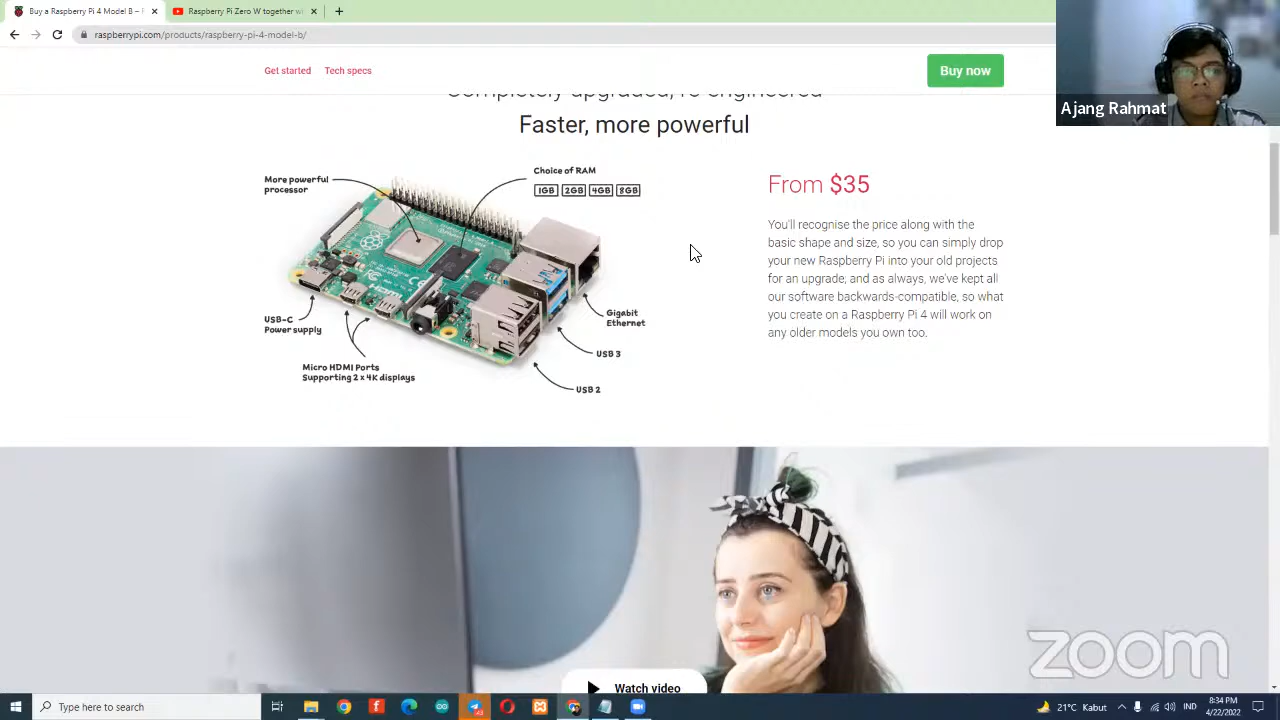 Buy a Raspberry Pi 4 Model B –
Raspberry Pi Zero W together wi
raspberrypi.com/products/raspberry-pi-4-model-b/
Get started
Tech specs
Buy now
Ajang Rahmat
Completely upgraded, re-engineered
Faster, more powerful
More powerful
processor
Choice of RAM
1GB 2GB 4GB 8GB
USB-C
Power supply
Micro HDMI Ports
Supporting 2 x 4K displays
Gigabit
Ethernet
USB 3
USB 2
From $35
You'll recognise the price along with the
basic shape and size, so you can simply drop
your new Raspberry Pi into your old projects
for an upgrade; and as always, we've kept all
our software backwards-compatible, so what
you create on a Raspberry Pi 4 will work on
any older models you own too.
Watch video
zoom
Type here to search
21°C Kabut
IND
8:34 PM
4/22/2022